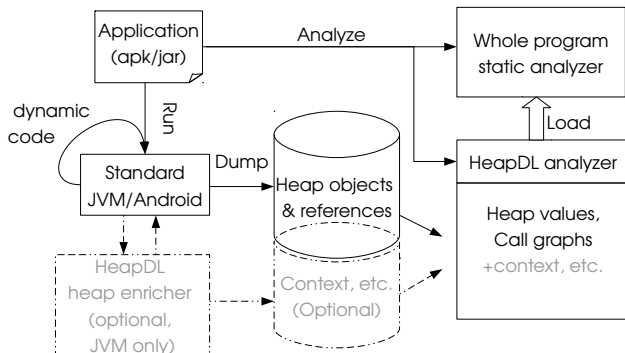 Application
(apk/jar)
Analyze
Whole program
static analyzer
dynamic
code
Run
Load
Standard
JVM/Android
Dump
Heap objects
& references
HeapDL analyzer
Heap values,
Call graphs
+context, etc.
HeapDL
heap enricher
(optional,
JVM only)
Context, etc.
(Optional)